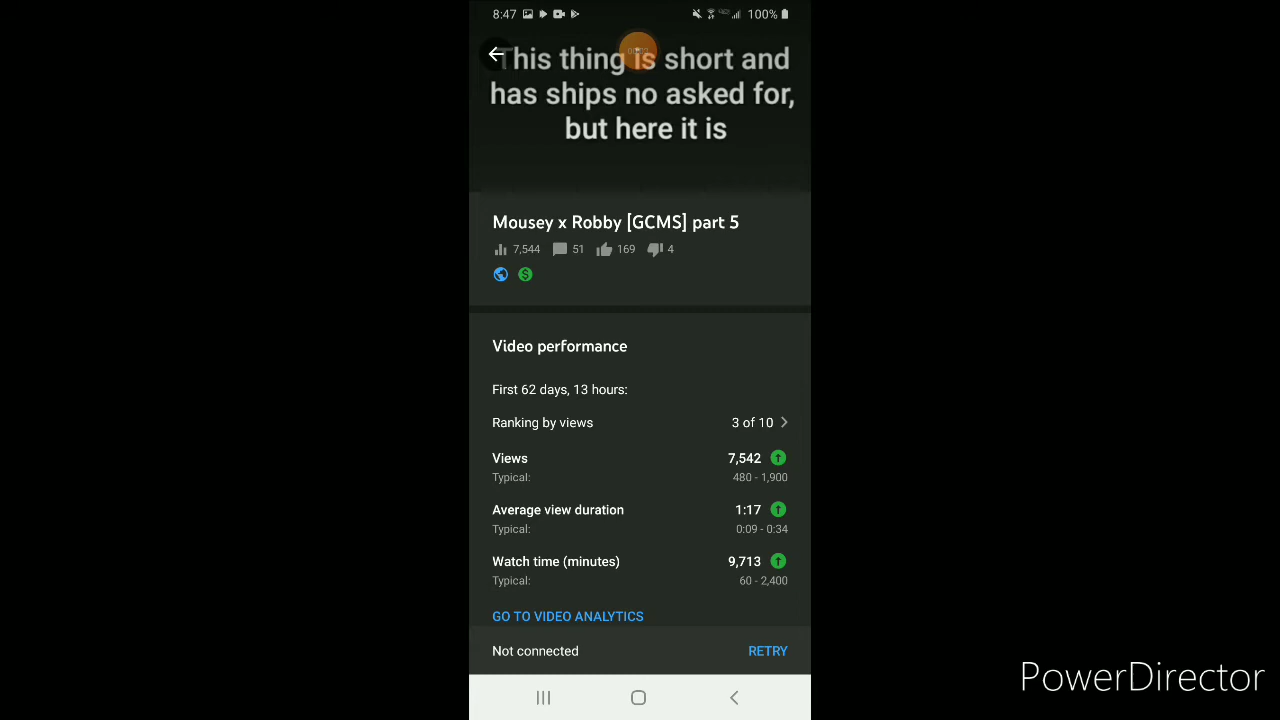 8:47
100%
This thing is short and
has ships no asked for,
but here it is
Mousey x Robby [GCMS] part 5
7,544 51 169 4
Video performance
First 62 days, 13 hours:
Ranking by views 3 of 10
Views 7,542
Typical: 480 - 1,900
Average view duration 1:17
Typical: 0:09 - 0:34
Watch time (minutes) 9,713
Typical: 60 - 2,400
GO TO VIDEO ANALYTICS
Not connected RETRY
PowerDirector